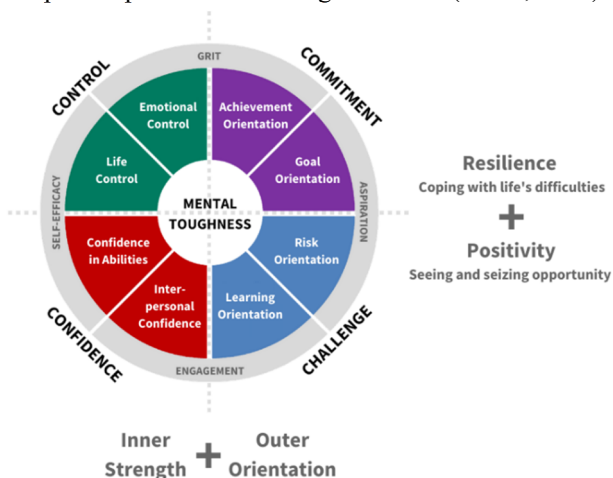 GRIT
CONTROL
COMMITMENT
Emotional
Control
Achievement
Orientation
Life
Control
Goal
Orientation
SELF-EFFICACY
ASPIRATION
MENTAL
TOUGHNESS
Confidence
in Abilities
Risk
Orientation
Inter-
personal
Confidence
Learning
Orientation
CONFIDENCE
CHALLENGE
ENGAGEMENT
Resilience
Coping with life's difficulties
+
Positivity
Seeing and seizing opportunity
Inner
Strength
+
Outer
Orientation